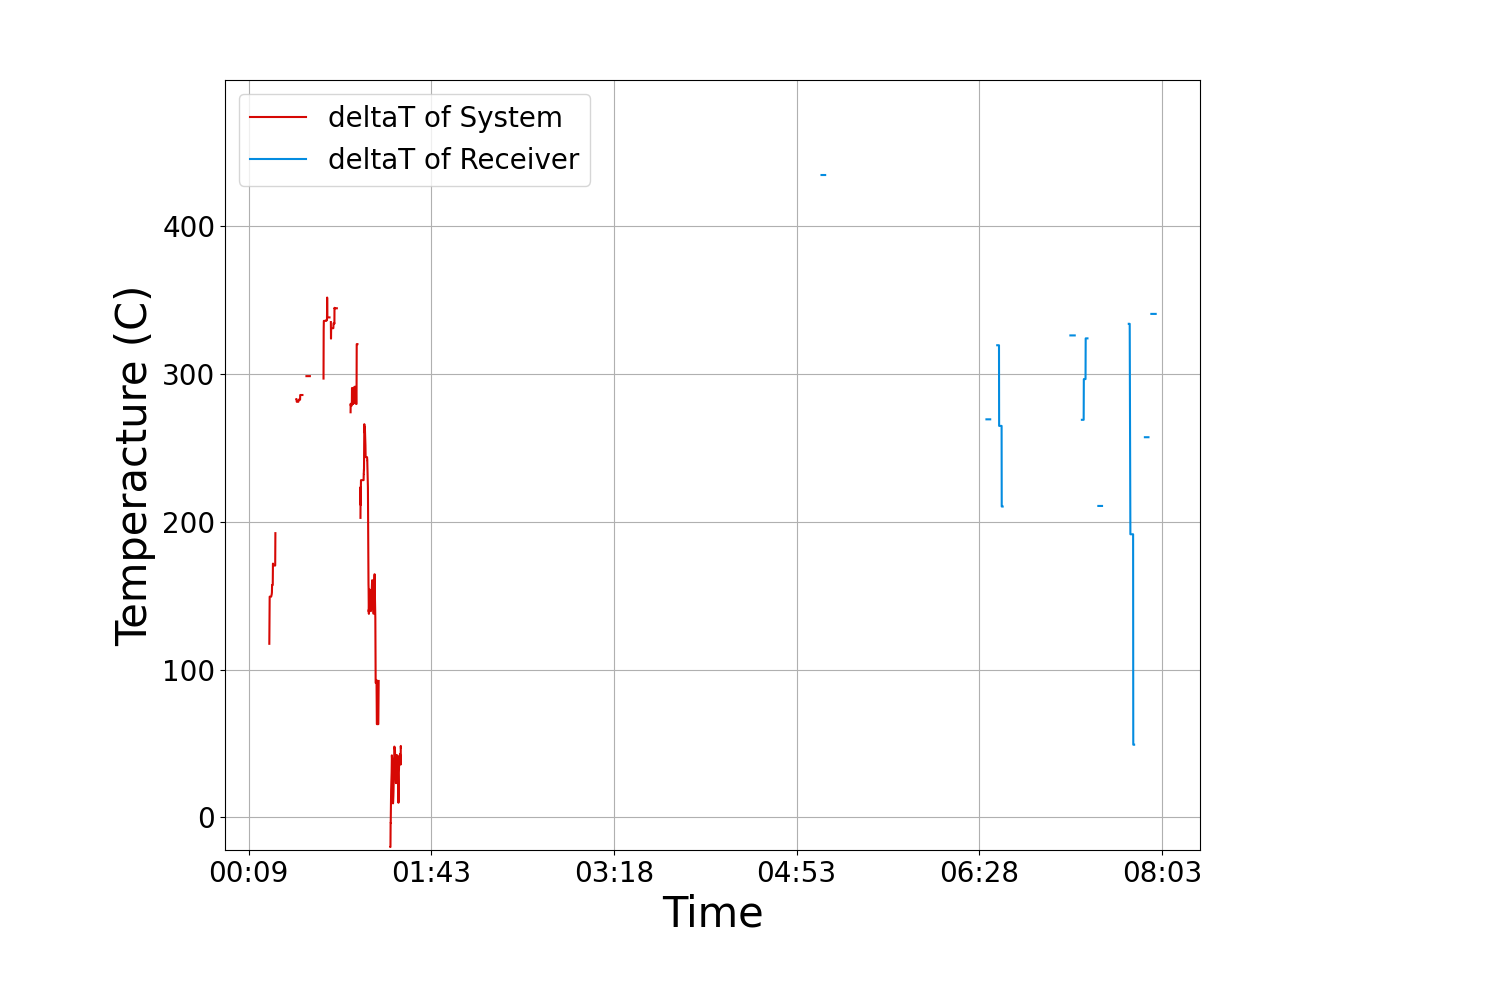 deltaT of System
deltaT of Receiver
400
300
200
100
0
Temperacture (C)
00:09 01:43 03:18 04:53 06:28 08:03
Time